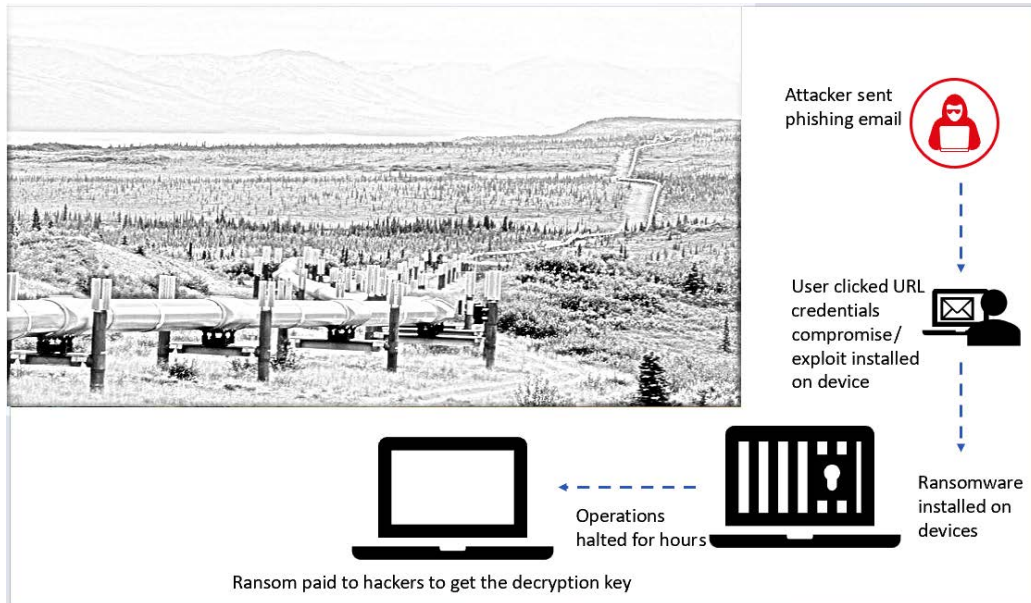 Attacker sent
phishing email
User clicked URL
credentials
compromise/
exploit installed
on device
Ransomware
installed on
devices
Operations
halted for hours
Ransom paid to hackers to get the decryption key